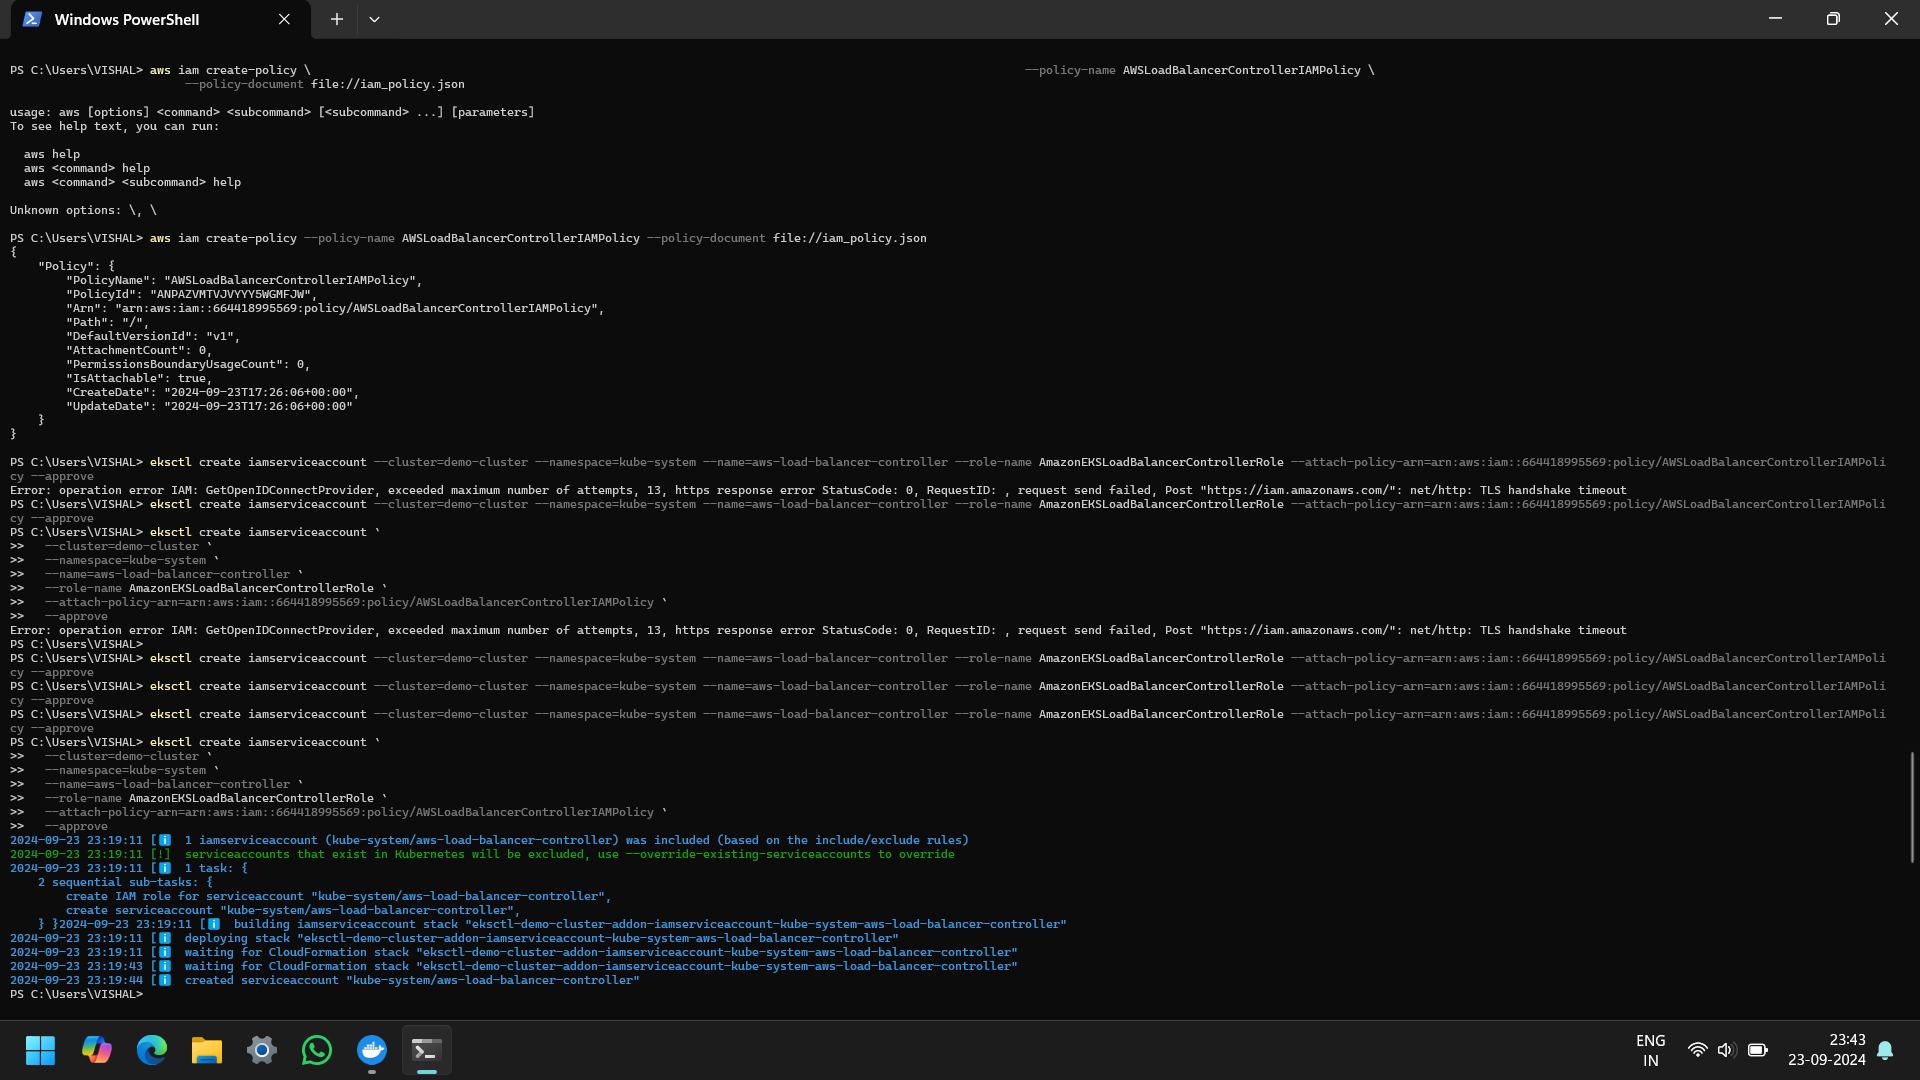 Windows PowerShell
PS C:\Users\VISHAL> aws iam create-policy \ --policy-name AWSLoadBalancerControllerIAMPolicy \
--policy-document file://iam_policy.json
usage: aws [options] <command> <subcommand> [<subcommand> ...] [parameters]
To see help text, you can run:
aws help
aws <command> help
aws <command> <subcommand> help
Unknown options: \, \
PS C:\Users\VISHAL> aws iam create-policy --policy-name AWSLoadBalancerControllerIAMPolicy --policy-document file://iam_policy.json
{
"Policy": {
"PolicyName": "AWSLoadBalancerControllerIAMPolicy",
"PolicyId": "ANPAZVMTVJVYYY5WGMFJW",
"Arn": "arn:aws:iam::664418995569:policy/AWSLoadBalancerControllerIAMPolicy",
"Path": "/",
"DefaultVersionId": "v1",
"AttachmentCount": 0,
"PermissionsBoundaryUsageCount": 0,
"IsAttachable": true,
"CreateDate": "2024-09-23T17:26:06+00:00",
"UpdateDate": "2024-09-23T17:26:06+00:00"
}
}
PS C:\Users\VISHAL> eksctl create iamserviceaccount --cluster=demo-cluster --namespace=kube-system --name=aws-load-balancer-controller --role-name AmazonEKSLoadBalancerControllerRole --attach-policy-arn=arn:aws:iam::664418995569:policy/AWSLoadBalancerControllerIAMPoli
cy --approve
Error: operation error IAM: GetOpenIDConnectProvider, exceeded maximum number of attempts, 13, https response error StatusCode: 0, RequestID: , request send failed, Post "https://iam.amazonaws.com/": net/http: TLS handshake timeout
PS C:\Users\VISHAL> eksctl create iamserviceaccount --cluster=demo-cluster --namespace=kube-system --name=aws-load-balancer-controller --role-name AmazonEKSLoadBalancerControllerRole --attach-policy-arn=arn:aws:iam::664418995569:policy/AWSLoadBalancerControllerIAMPoli
cy --approve
PS C:\Users\VISHAL> eksctl create iamserviceaccount `
>> --cluster=demo-cluster `
>> --namespace=kube-system `
>> --name=aws-load-balancer-controller `
>> --role-name AmazonEKSLoadBalancerControllerRole `
>> --attach-policy-arn=arn:aws:iam::664418995569:policy/AWSLoadBalancerControllerIAMPolicy `
>> --approve
Error: operation error IAM: GetOpenIDConnectProvider, exceeded maximum number of attempts, 13, https response error StatusCode: 0, RequestID: , request send failed, Post "https://iam.amazonaws.com/": net/http: TLS handshake timeout
PS C:\Users\VISHAL>
PS C:\Users\VISHAL> eksctl create iamserviceaccount --cluster=demo-cluster --namespace=kube-system --name=aws-load-balancer-controller --role-name AmazonEKSLoadBalancerControllerRole --attach-policy-arn=arn:aws:iam::664418995569:policy/AWSLoadBalancerControllerIAMPoli
cy --approve
PS C:\Users\VISHAL> eksctl create iamserviceaccount --cluster=demo-cluster --namespace=kube-system --name=aws-load-balancer-controller --role-name AmazonEKSLoadBalancerControllerRole --attach-policy-arn=arn:aws:iam::664418995569:policy/AWSLoadBalancerControllerIAMPoli
cy --approve
PS C:\Users\VISHAL> eksctl create iamserviceaccount --cluster=demo-cluster --namespace=kube-system --name=aws-load-balancer-controller --role-name AmazonEKSLoadBalancerControllerRole --attach-policy-arn=arn:aws:iam::664418995569:policy/AWSLoadBalancerControllerIAMPoli
cy --approve
PS C:\Users\VISHAL> eksctl create iamserviceaccount `
>> --cluster=demo-cluster `
>> --namespace=kube-system `
>> --name=aws-load-balancer-controller `
>> --role-name AmazonEKSLoadBalancerControllerRole `
>> --attach-policy-arn=arn:aws:iam::664418995569:policy/AWSLoadBalancerControllerIAMPolicy `
>> --approve
2024-09-23 23:19:11 [ℹ️ 1 iamserviceaccount (kube-system/aws-load-balancer-controller) was included (based on the include/exclude rules)
2024-09-23 23:19:11 [!] serviceaccounts that exist in Kubernetes will be excluded, use --override-existing-serviceaccounts to override
2024-09-23 23:19:11 [ℹ️ 1 task: {
2 sequential sub-tasks: {
create IAM role for serviceaccount "kube-system/aws-load-balancer-controller",
create serviceaccount "kube-system/aws-load-balancer-controller",
} }2024-09-23 23:19:11 [ℹ️ building iamserviceaccount stack "eksctl-demo-cluster-addon-iamserviceaccount-kube-system-aws-load-balancer-controller"
2024-09-23 23:19:11 [ℹ️ deploying stack "eksctl-demo-cluster-addon-iamserviceaccount-kube-system-aws-load-balancer-controller"
2024-09-23 23:19:11 [ℹ️ waiting for CloudFormation stack "eksctl-demo-cluster-addon-iamserviceaccount-kube-system-aws-load-balancer-controller"
2024-09-23 23:19:43 [ℹ️ waiting for CloudFormation stack "eksctl-demo-cluster-addon-iamserviceaccount-kube-system-aws-load-balancer-controller"
2024-09-23 23:19:44 [ℹ️ created serviceaccount "kube-system/aws-load-balancer-controller"
PS C:\Users\VISHAL>
ENG
IN
23:43
23-09-2024